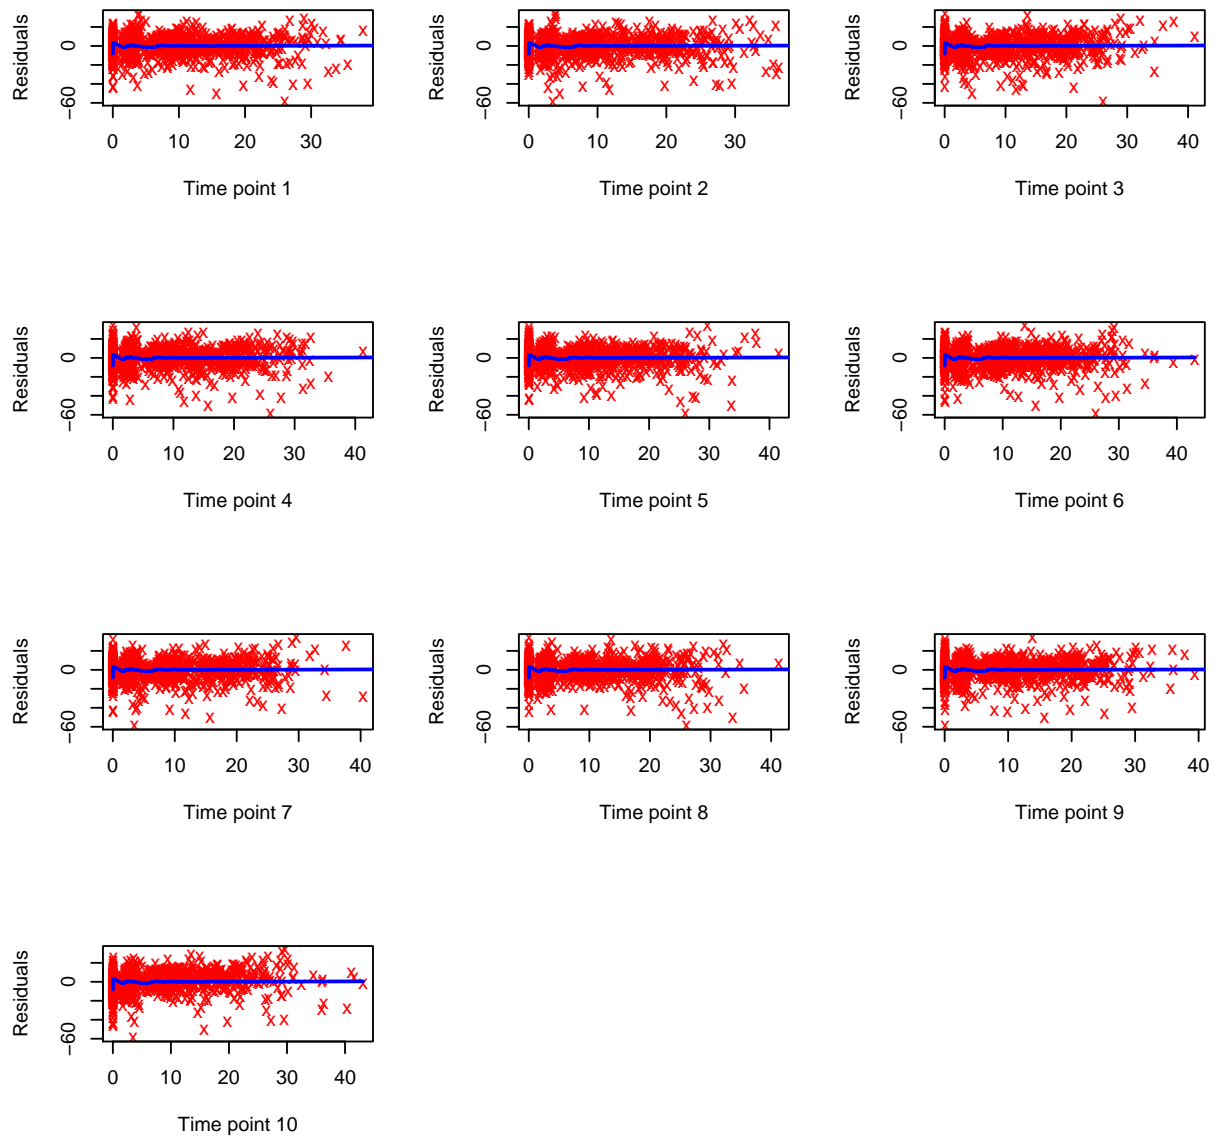 Residuals
0
−60
0 10 20 30
Time point 1
Residuals
0
−60
0 10 20 30
Time point 2
Residuals
0
−60
0 10 20 30 40
Time point 3
Residuals
0
−60
0 10 20 30 40
Time point 4
Residuals
0
−60
0 10 20 30 40
Time point 5
Residuals
0
−60
0 10 20 30 40
Time point 6
Residuals
0
−60
0 10 20 30 40
Time point 7
Residuals
0
−60
0 10 20 30 40
Time point 8
Residuals
0
−60
0 10 20 30 40
Time point 9
Residuals
0
−60
0 10 20 30 40
Time point 10